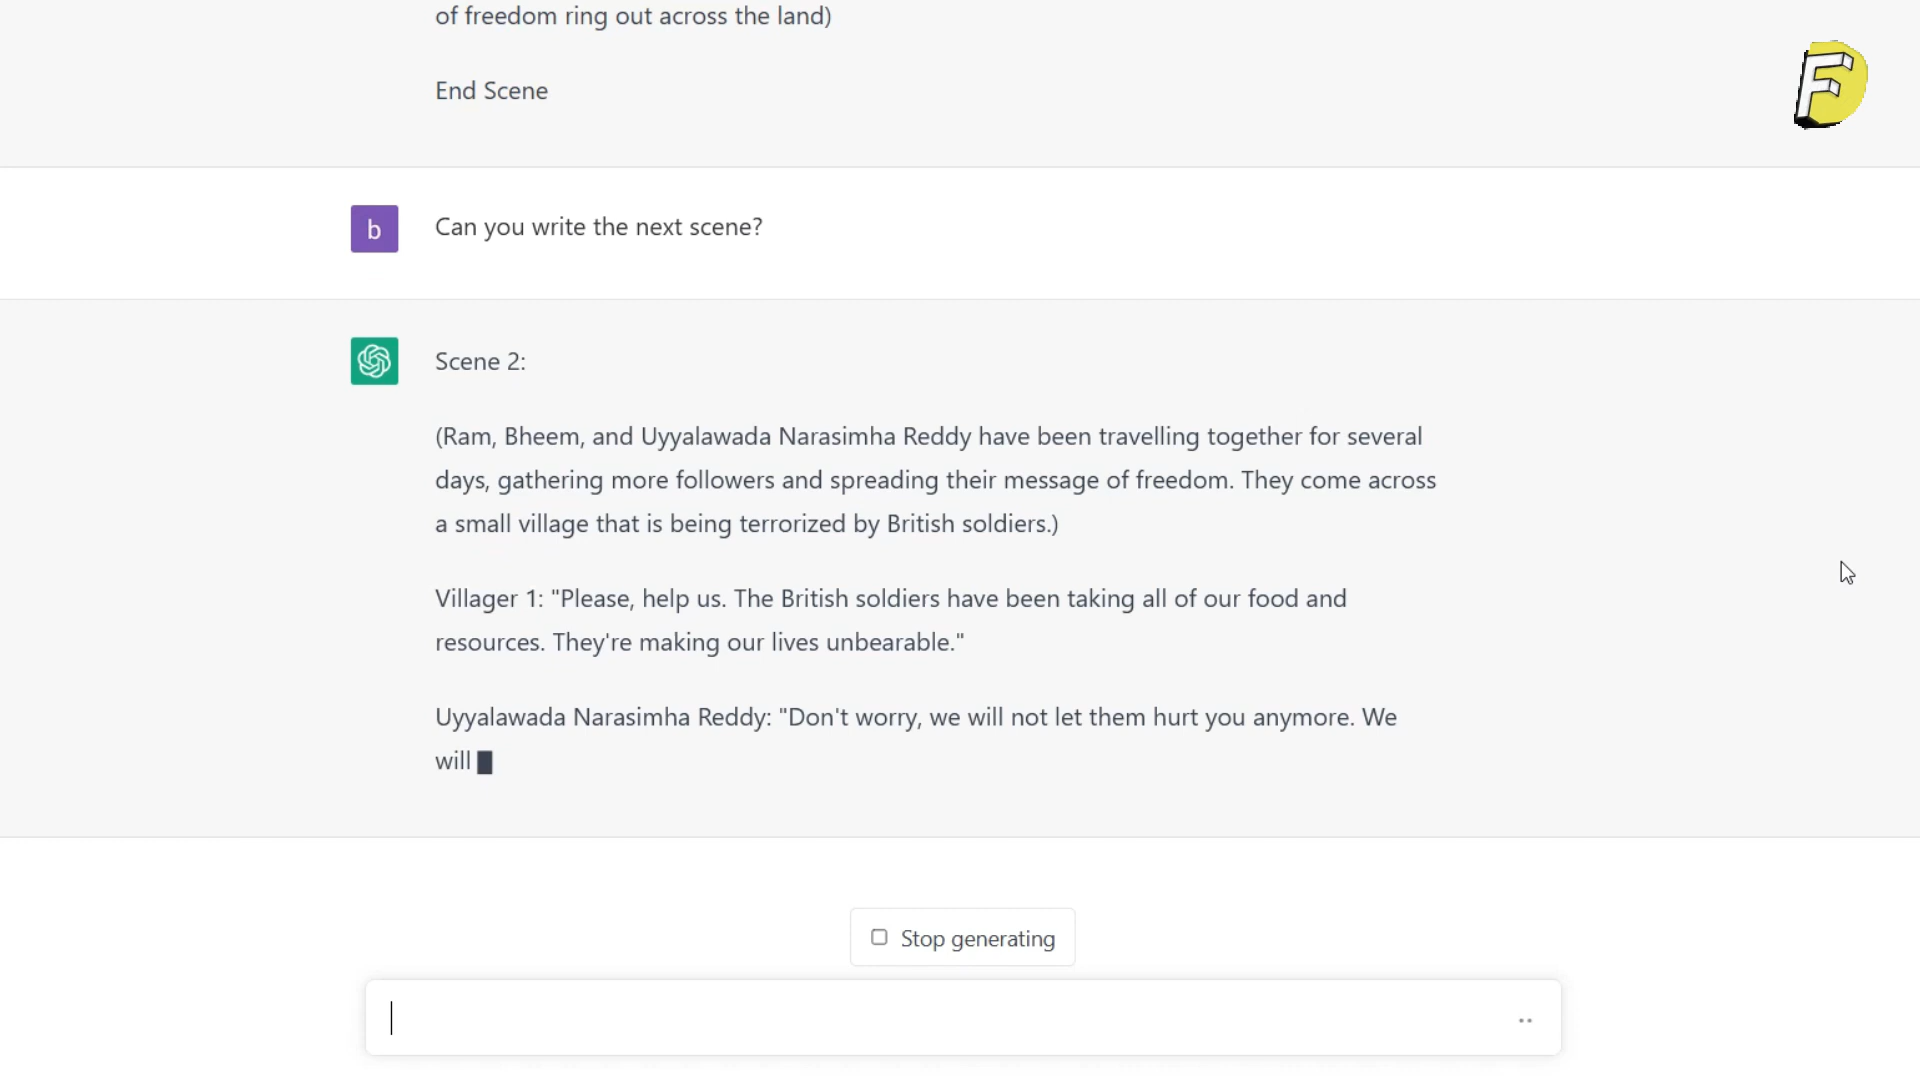 of freedom ring out across the land)
End Scene
F
b
Can you write the next scene?
Scene 2:
(Ram, Bheem, and Uyyalawada Narasimha Reddy have been travelling together for several
days, gathering more followers and spreading their message of freedom. They come across
a small village that is being terrorized by British soldiers.)
Villager 1: "Please, help us. The British soldiers have been taking all of our food and
resources. They're making our lives unbearable."
Uyyalawada Narasimha Reddy: "Don't worry, we will not let them hurt you anymore. We
will
Stop generating